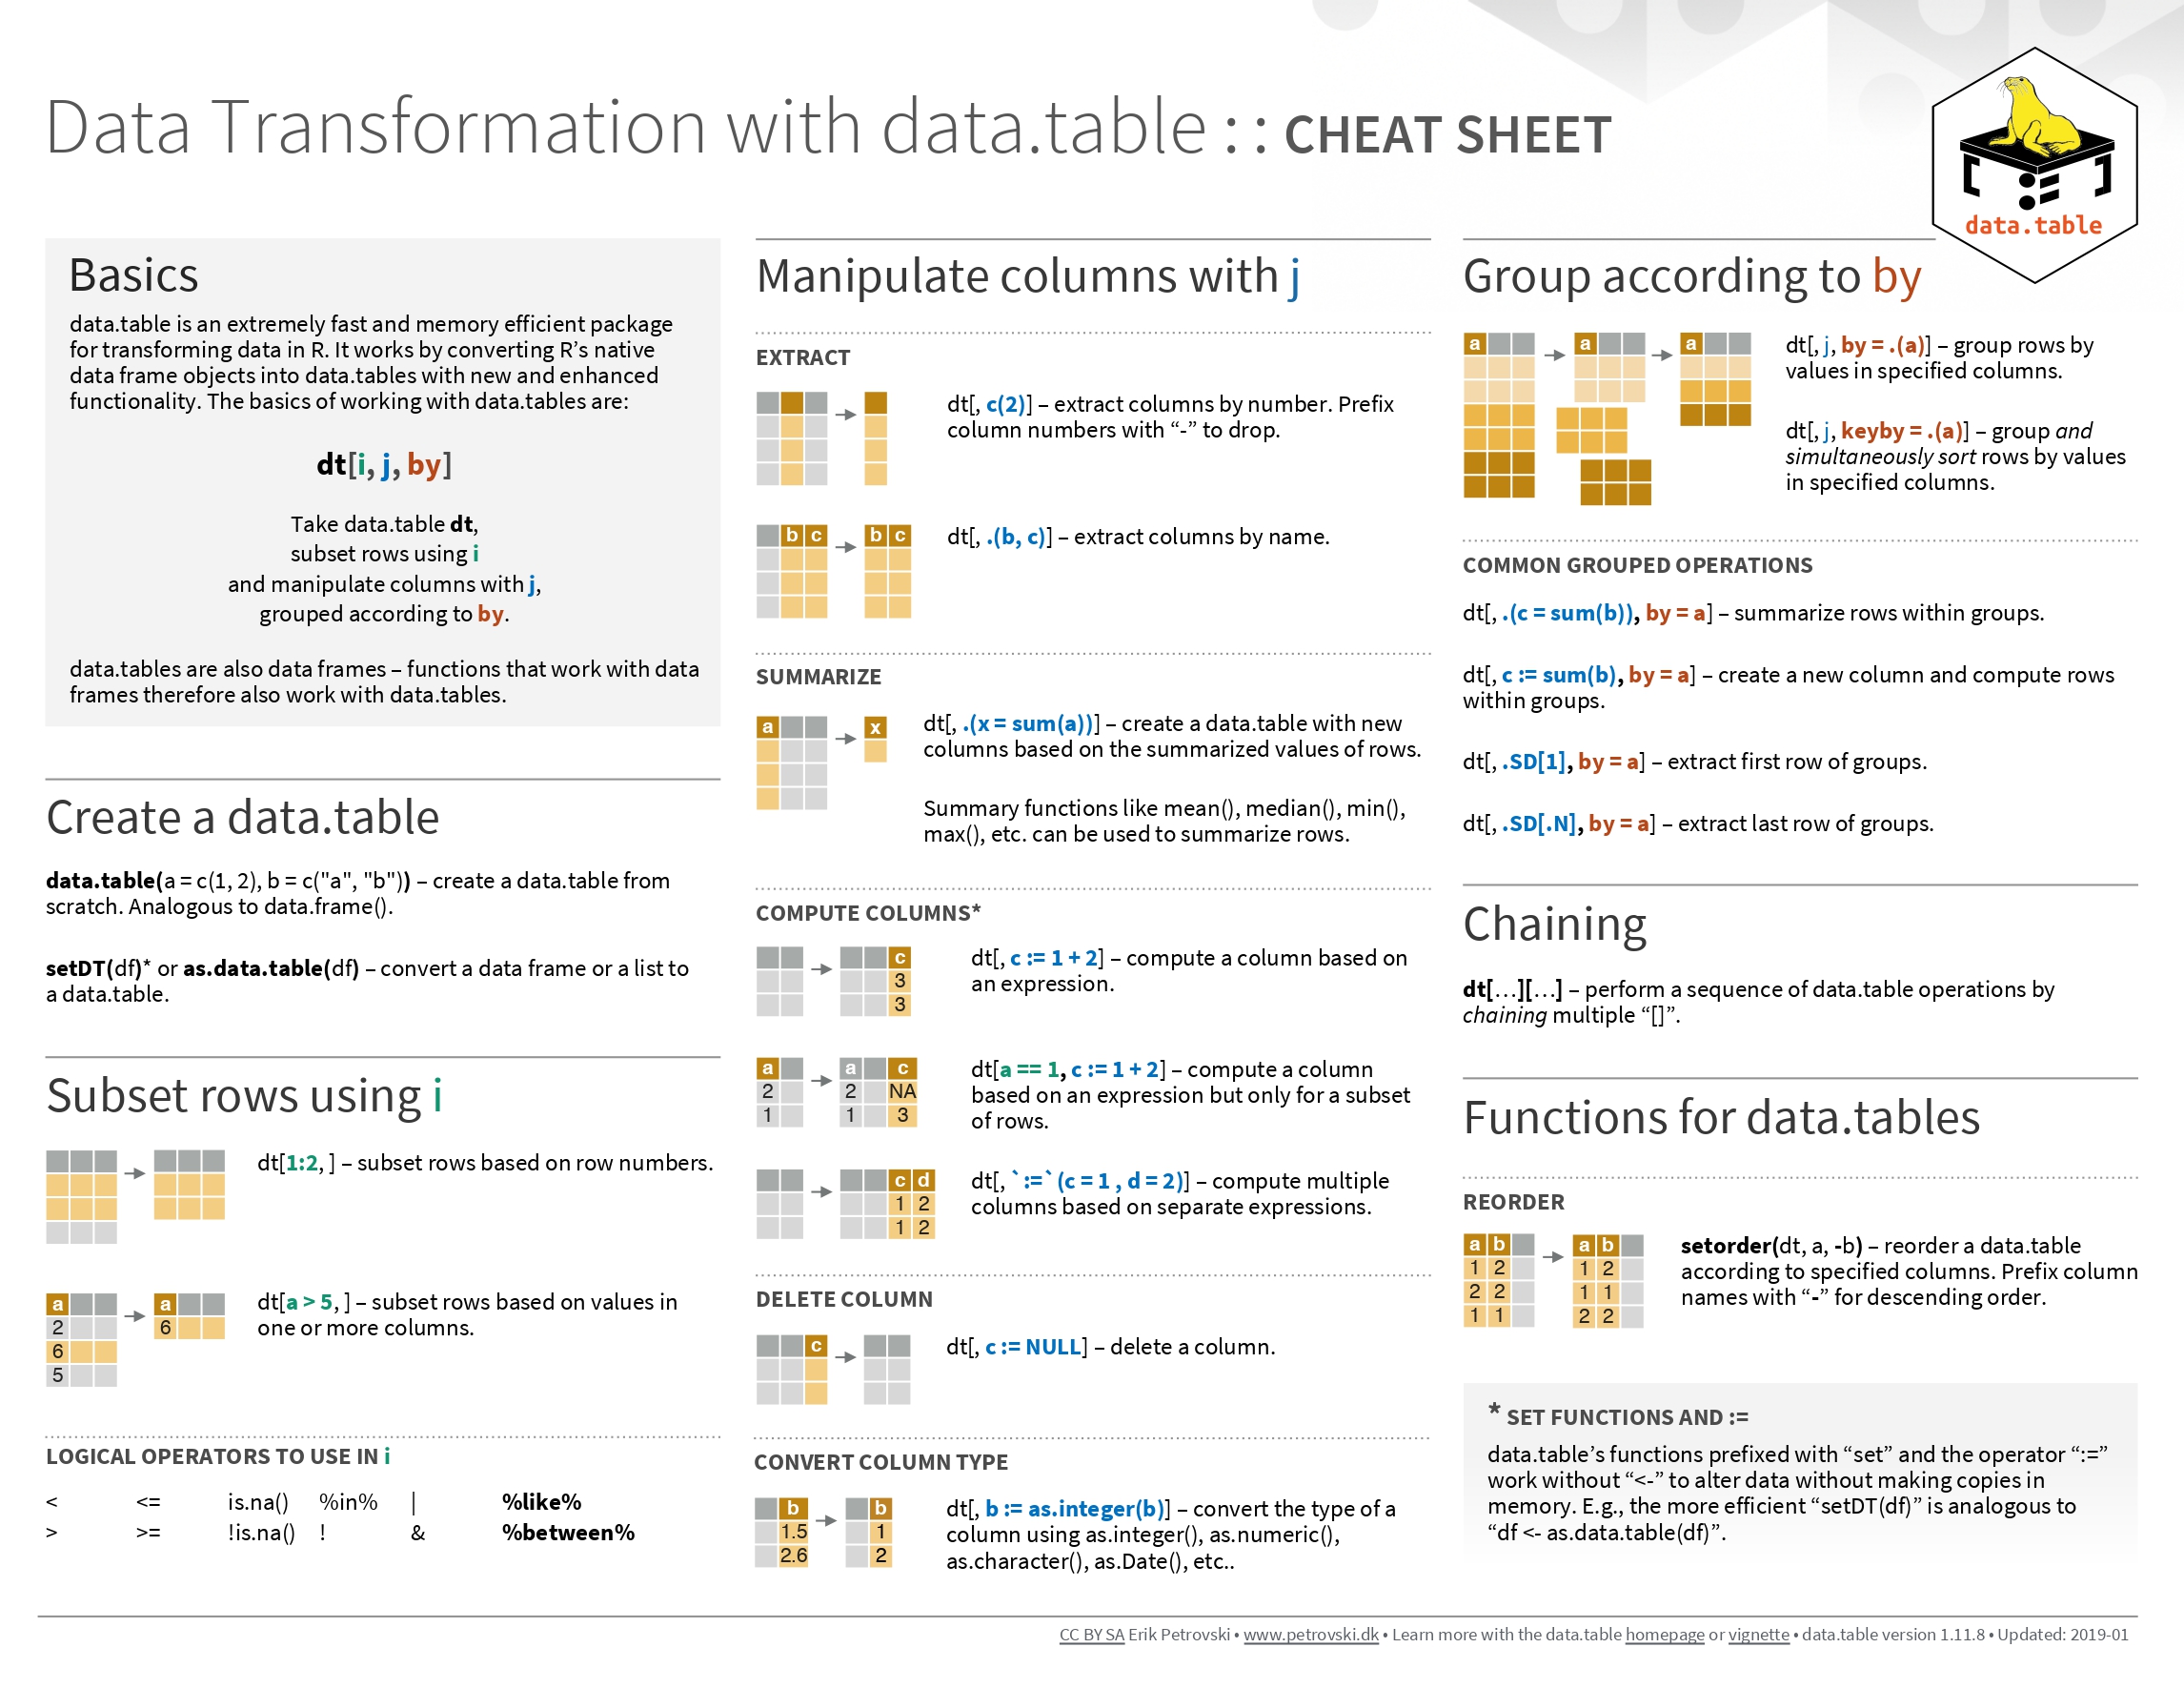 Data Transformation with data.table : : CHEAT SHEET
data.table
Basics
data.table is an extremely fast and memory efficient package
for transforming data in R. It works by converting R’s native
data frame objects into data.tables with new and enhanced
functionality. The basics of working with data.tables are:
dt[i, j, by]
Take data.table dt,
subset rows using i
and manipulate columns with j,
grouped according to by.
data.tables are also data frames – functions that work with data
frames therefore also work with data.tables.
Create a data.table
data.table(a = c(1, 2), b = c("a", "b")) – create a data.table from
scratch. Analogous to data.frame().
setDT(df)* or as.data.table(df) – convert a data frame or a list to
a data.table.
Subset rows using i
dt[1:2, ] – subset rows based on row numbers.
a a
2 6
6
5
dt[a > 5, ] – subset rows based on values in
one or more columns.
LOGICAL OPERATORS TO USE IN i
< <= is.na() %in% | %like%
> >= !is.na() ! & %between%
Manipulate columns with j
EXTRACT
dt[, c(2)] – extract columns by number. Prefix
column numbers with “-” to drop.
b c b c
dt[, .(b, c)] – extract columns by name.
SUMMARIZE
a x
dt[, .(x = sum(a))] – create a data.table with new
columns based on the summarized values of rows.
Summary functions like mean(), median(), min(),
max(), etc. can be used to summarize rows.
COMPUTE COLUMNS*
c
3
3
dt[, c := 1 + 2] – compute a column based on
an expression.
a a c
2 2 NA
1 1 3
dt[a == 1, c := 1 + 2] – compute a column
based on an expression but only for a subset
of rows.
c d
1 2
1 2
dt[, `:=`(c = 1 , d = 2)] – compute multiple
columns based on separate expressions.
DELETE COLUMN
c
dt[, c := NULL] – delete a column.
CONVERT COLUMN TYPE
b b
1.5 1
2.6 2
dt[, b := as.integer(b)] – convert the type of a
column using as.integer(), as.numeric(),
as.character(), as.Date(), etc..
Group according to by
a a a
dt[, j, by = .(a)] – group rows by
values in specified columns.
dt[, j, keyby = .(a)] – group and
simultaneously sort rows by values
in specified columns.
COMMON GROUPED OPERATIONS
dt[, .(c = sum(b)), by = a] – summarize rows within groups.
dt[, c := sum(b), by = a] – create a new column and compute rows
within groups.
dt[, .SD[1], by = a] – extract first row of groups.
dt[, .SD[.N], by = a] – extract last row of groups.
Chaining
dt[…][…] – perform a sequence of data.table operations by
chaining multiple “[]”.
Functions for data.tables
REORDER
a b a b
1 2 1 2
2 2 1 1
1 1 2 2
setorder(dt, a, -b) – reorder a data.table
according to specified columns. Prefix column
names with “-” for descending order.
* SET FUNCTIONS AND :=
data.table’s functions prefixed with “set” and the operator “:=”
work without “<-” to alter data without making copies in
memory. E.g., the more efficient “setDT(df)” is analogous to
“df <- as.data.table(df)”.
CC BY SA Erik Petrovski • www.petrovski.dk • Learn more with the data.table homepage or vignette • data.table version 1.11.8 • Updated: 2019-01